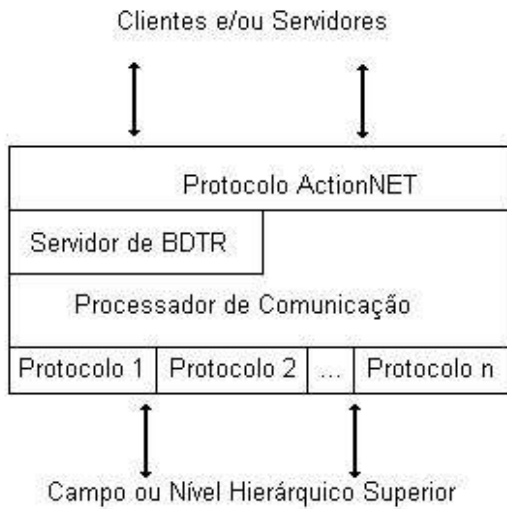 Clientes e/ou Servidores
Protocolo ActionNET
Servidor de BDTR
Processador de Comunicação
Protocolo 1 Protocolo 2 ... Protocolo n
Campo ou Nível Hierárquico Superior